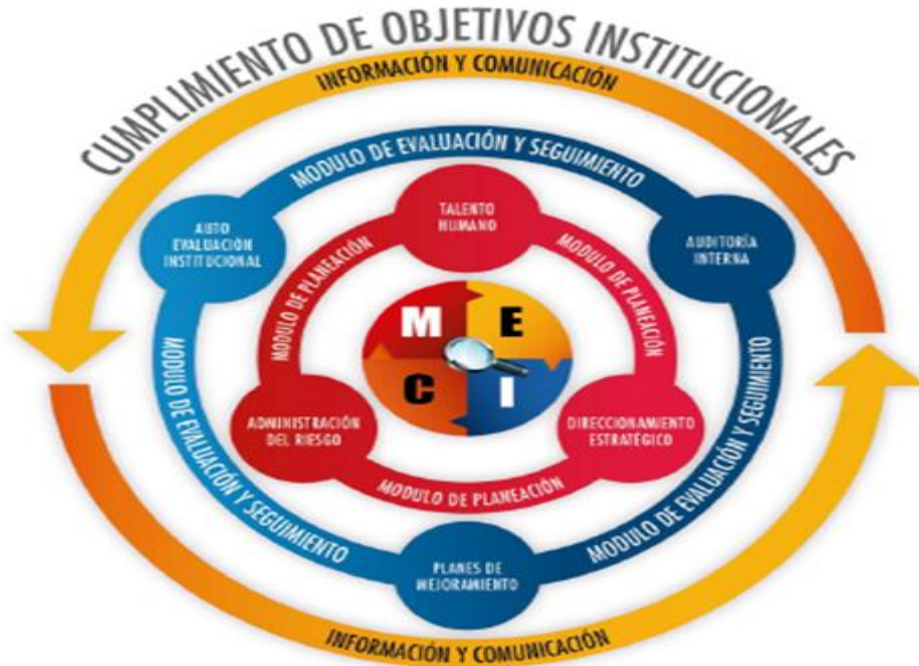 CUMPLIMIENTO DE OBJETIVOS INSTITUCIONALES
INFORMACIÓN Y COMUNICACIÓN
MODULO DE EVALUACIÓN Y SEGUIMIENTO
AUTO
EVALUACIÓN
INSTITUCIONAL
TALENTO
HUMANO
AUDITORÍA
INTERNA
MODULO DE PLANEACIÓN
MODULO DE PLANEACIÓN
M E
C I
MODULO DE EVALUACIÓN Y SEGUIMIENTO
MODULO DE EVALUACIÓN Y SEGUIMIENTO
ADMINISTRACIÓN
DEL RIESGO
DIRECCIONAMIENTO
ESTRATÉGICO
MODULO DE PLANEACIÓN
PLANES DE
MEJORAMIENTO
INFORMACIÓN Y COMUNICACIÓN